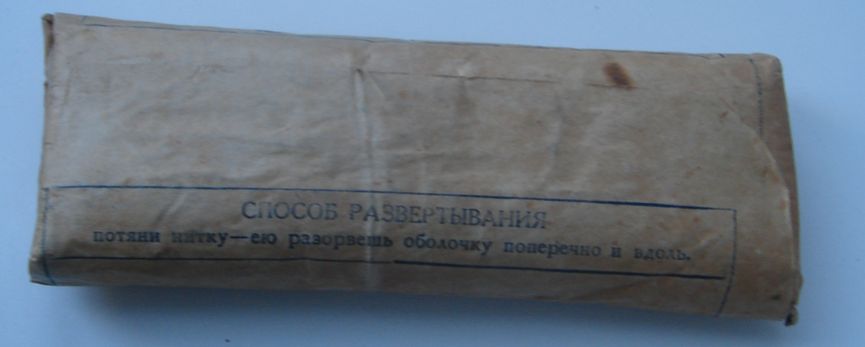 СПОСОБ РАЗВЕРТЫВАНИЯ
потяни нитку—ею разорвешь оболочку поперечно и вдоль.